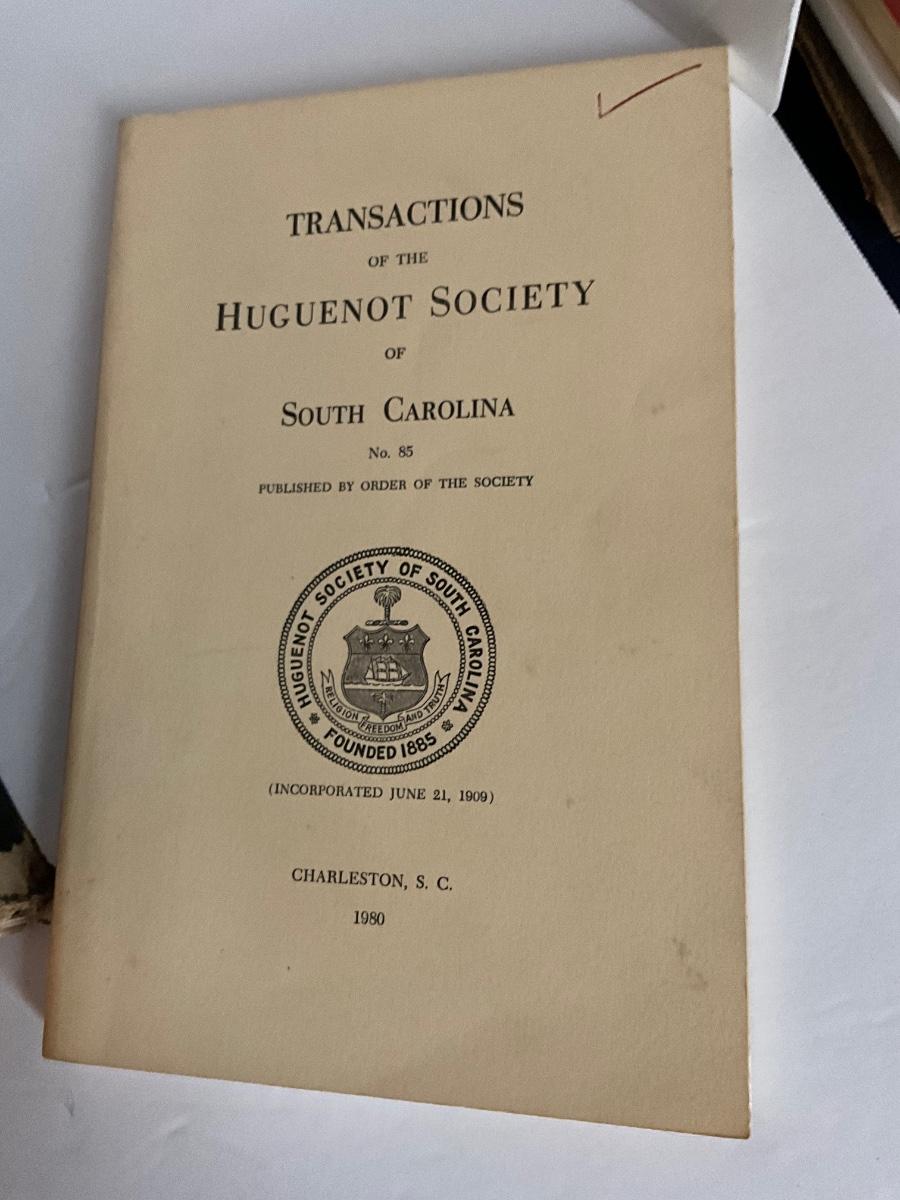 TRANSACTIONS
OF THE
HUGUENOT SOCIETY
OF
SOUTH CAROLINA
No. 85
PUBLISHED BY ORDER OF THE SOCIETY
HUGUENOT SOCIETY OF SOUTH CAROLINA
RELIGION FREEDOM AND TRUTH
FOUNDED 1885
(INCORPORATED JUNE 21, 1909)
CHARLESTON, S. C.
1980